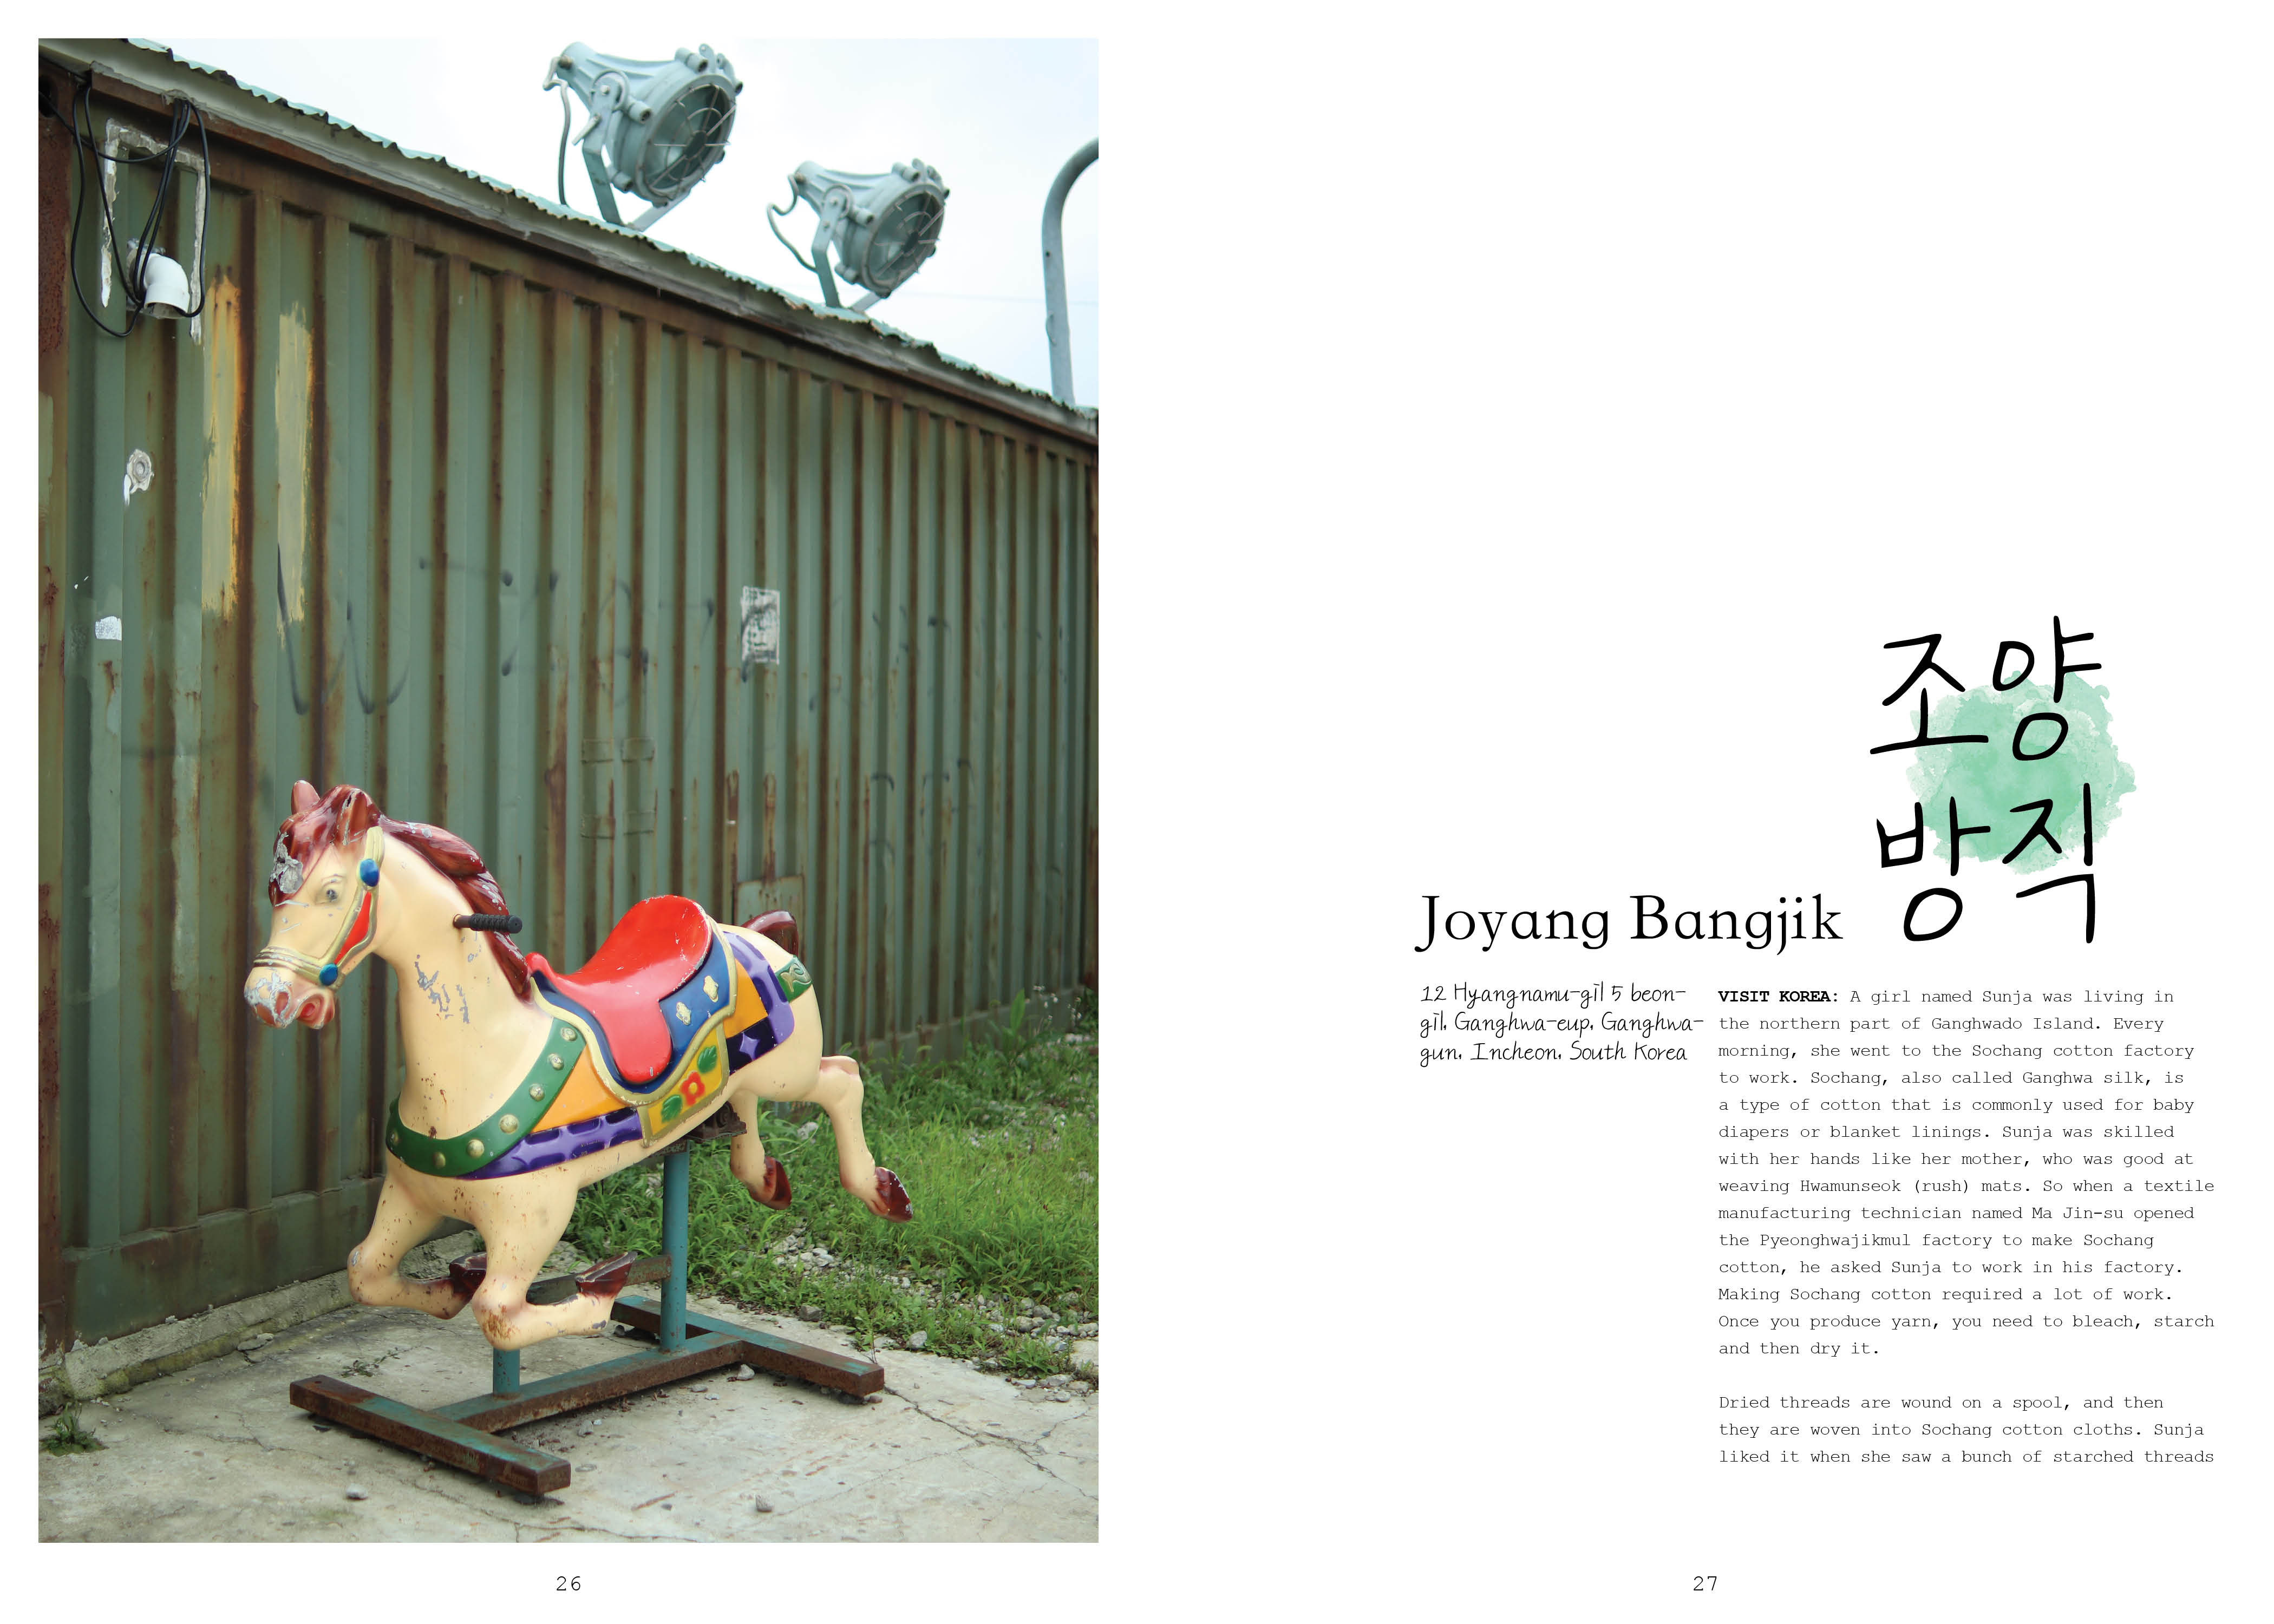 조양
방직
Joyang Bangjik
12 Hyangnamu-gil 5 beon-
gil, Ganghwa-eup, Ganghwa-
gun, Incheon, South Korea
VISIT KOREA: A girl named Sunja was living in
the northern part of Ganghwado Island. Every
morning, she went to the Sochang cotton factory
to work. Sochang, also called Ganghwa silk, is
a type of cotton that is commonly used for baby
diapers or blanket linings. Sunja was skilled
with her hands like her mother, who was good at
weaving Hwamunseok (rush) mats. So when a textile
manufacturing technician named Ma Jin-su opened
the Pyeonghwajikmul factory to make Sochang
cotton, he asked Sunja to work in his factory.
Making Sochang cotton required a lot of work.
Once you produce yarn, you need to bleach, starch
and then dry it.
Dried threads are wound on a spool, and then
they are woven into Sochang cotton cloths. Sunja
liked it when she saw a bunch of starched threads
26
27